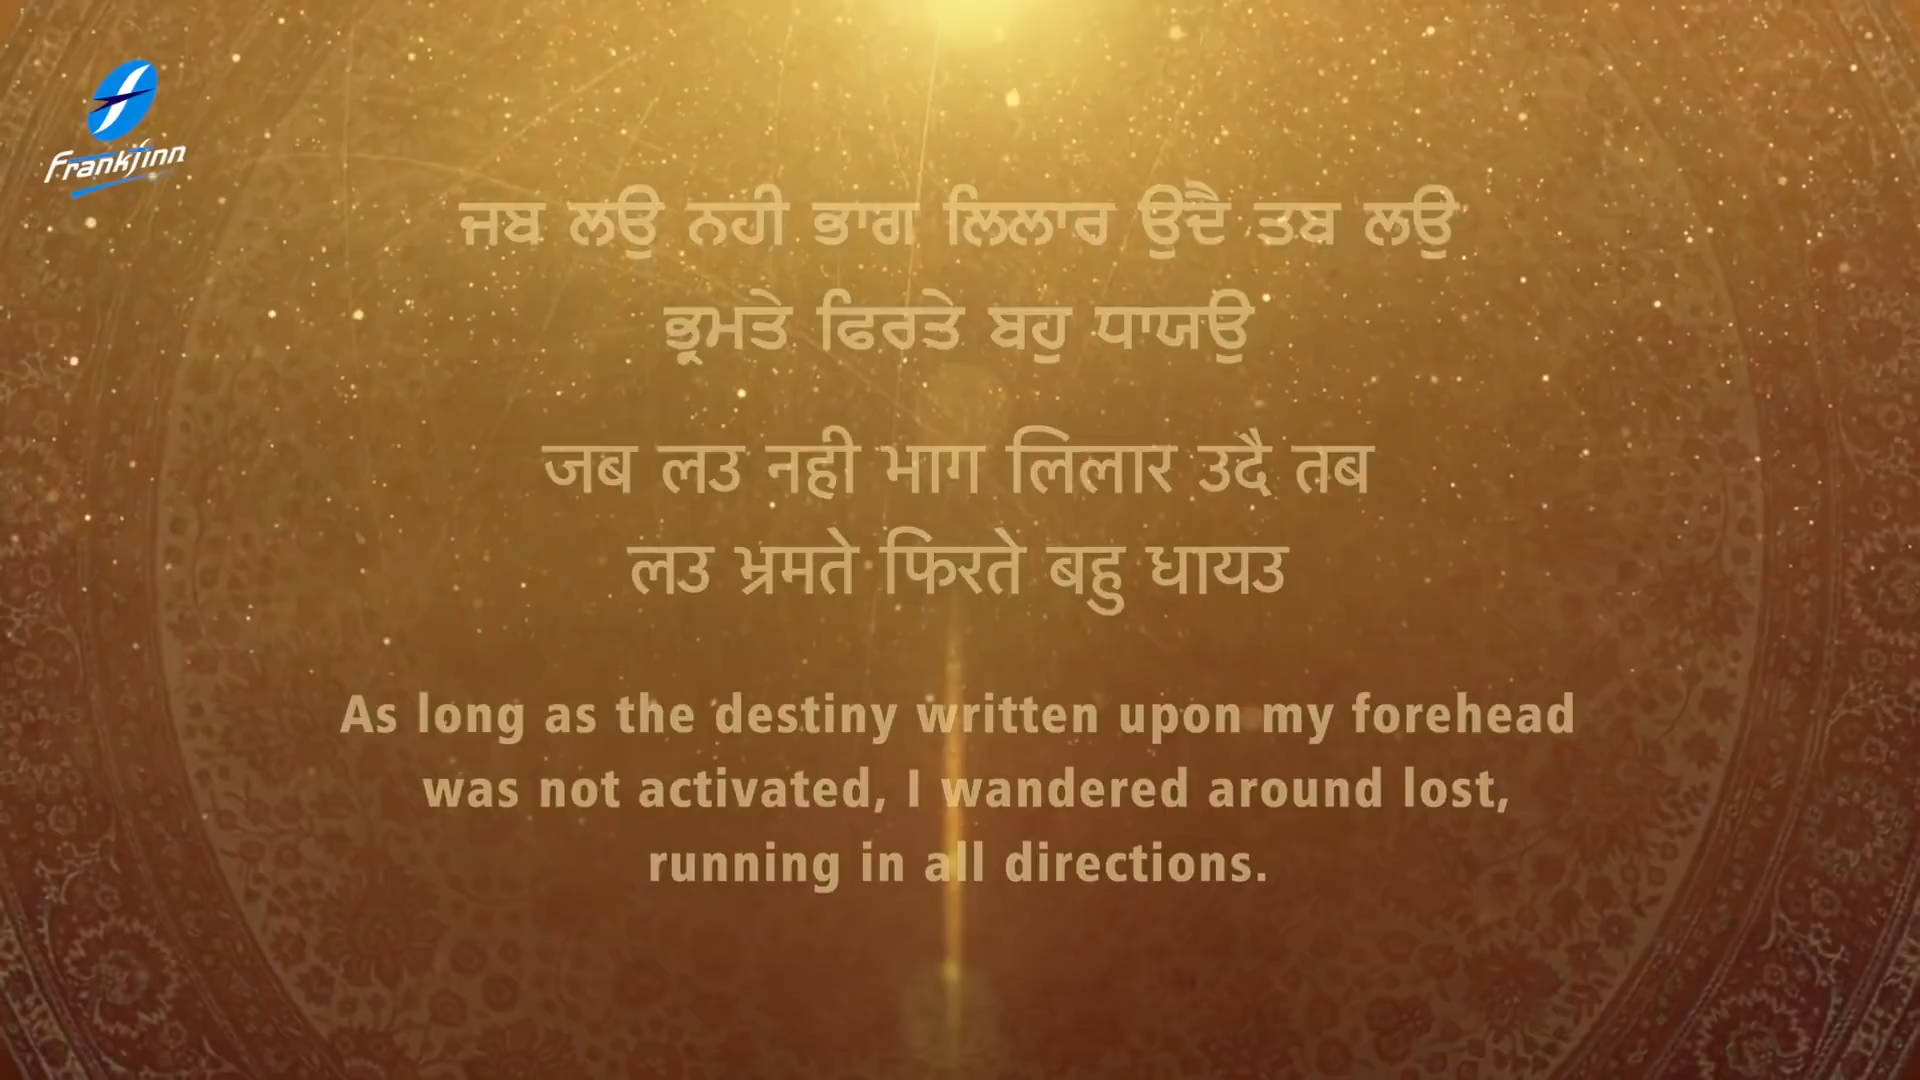 Frankfinn
ਜਬ ਲਉ ਨਹੀ ਭਾਗ ਲਿਲਾਰ ਉਦੈ ਤਬ ਲਉ
ਭ੍ਰਮਤੇ ਫਿਰਤੇ ਬਹੁ ਧਾਯਉ
जब लउ नही भाग लिलार उदै तब
लउ भ्रमते फिरते बहु धायउ
As long as the destiny written upon my forehead
was not activated, I wandered around lost,
running in all directions.